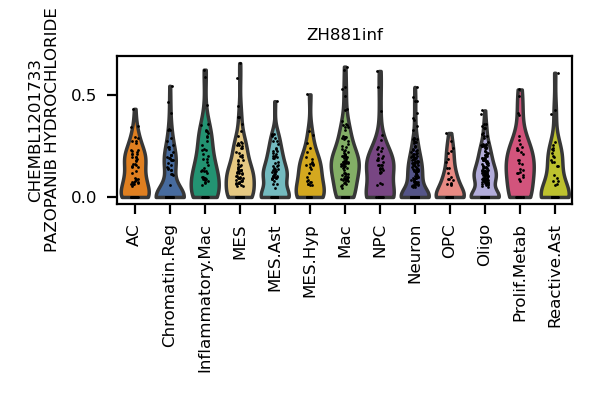 ZH881inf
CHEMBL1201733
PAZOPANIB HYDROCHLORIDE
0.5
0.0
AC
Chromatin.Reg
Inflammatory.Mac
MES
MES.Ast
MES.Hyp
Mac
NPC
Neuron
OPC
Oligo
Prolif.Metab
Reactive.Ast